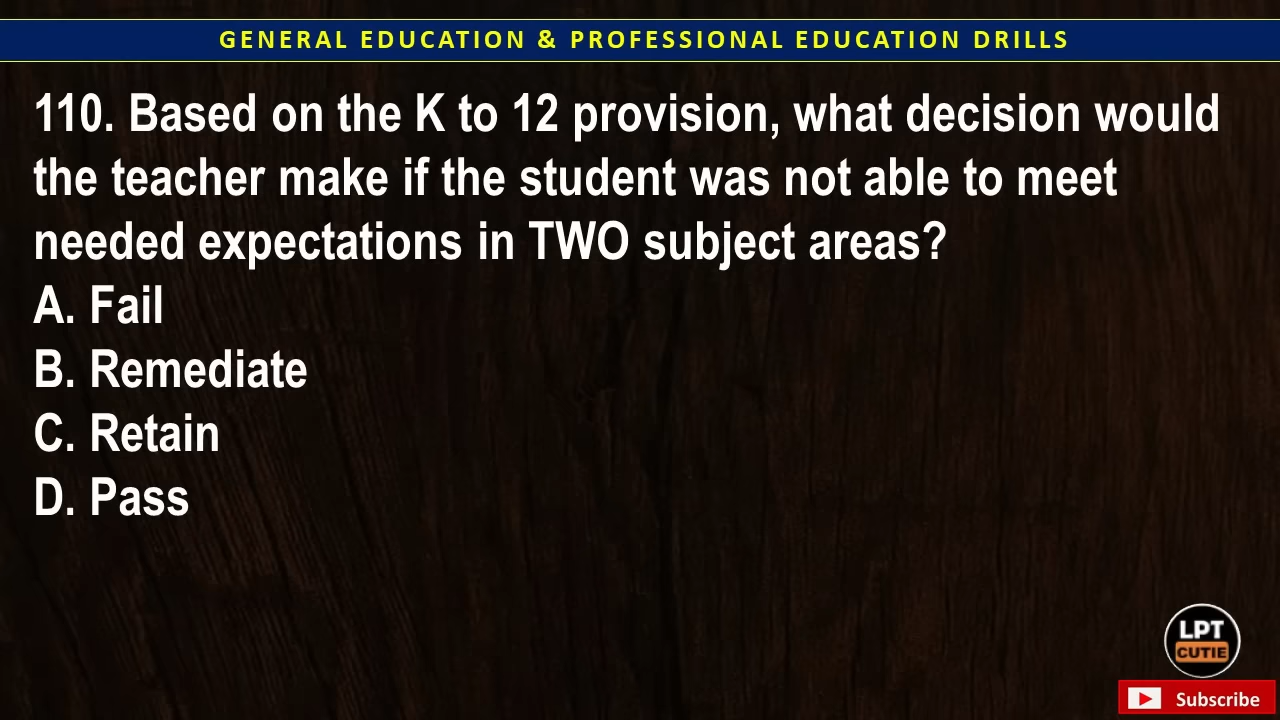 GENERAL EDUCATION & PROFESSIONAL EDUCATION DRILLS
110. Based on the K to 12 provision, what decision would
the teacher make if the student was not able to meet
needed expectations in TWO subject areas?
A. Fail
B. Remediate
C. Retain
D. Pass
LPT
CUTIE
Subscribe